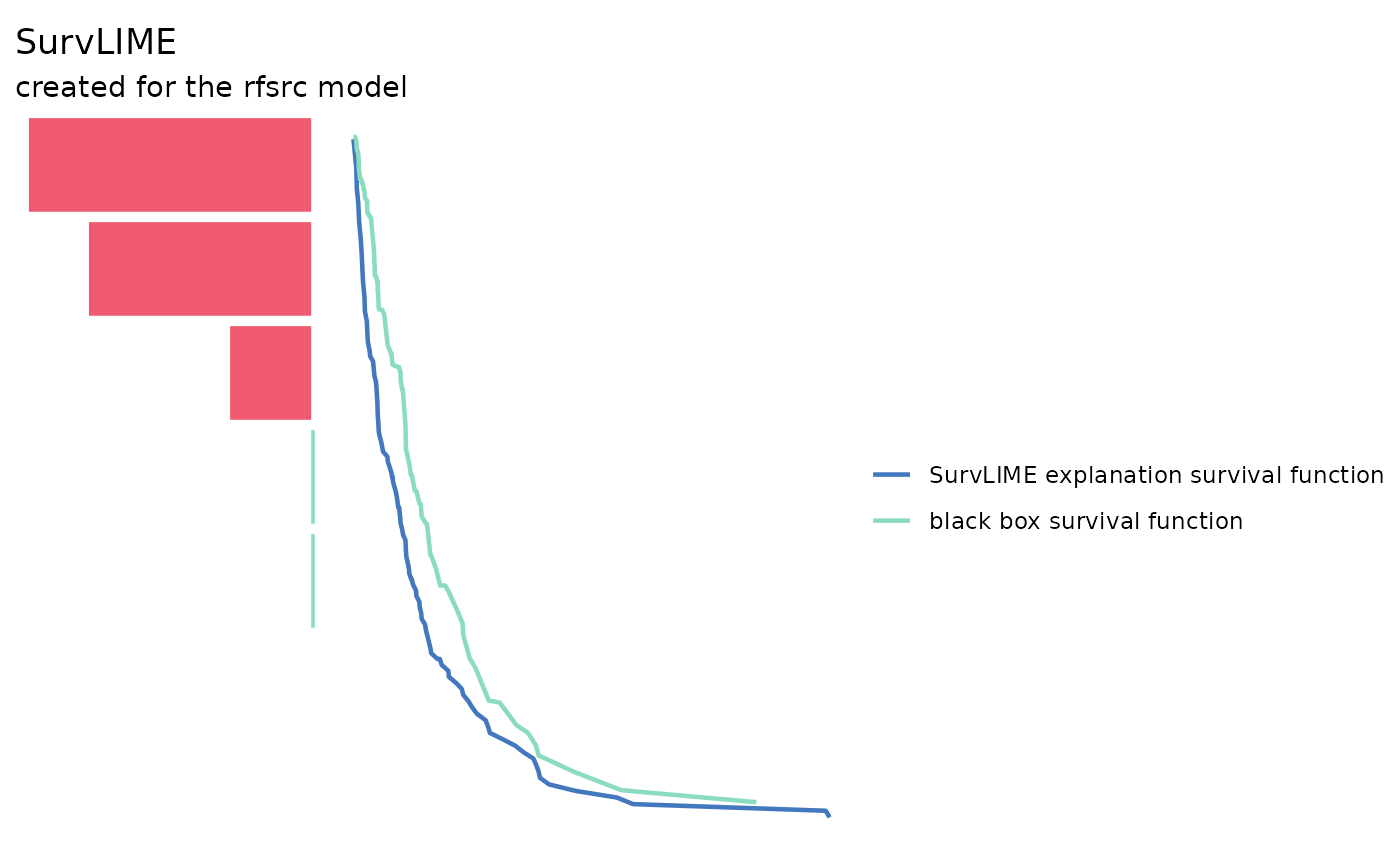 SurvLIME
created for the rfsrc model
SurvLIME explanation survival function
black box survival function